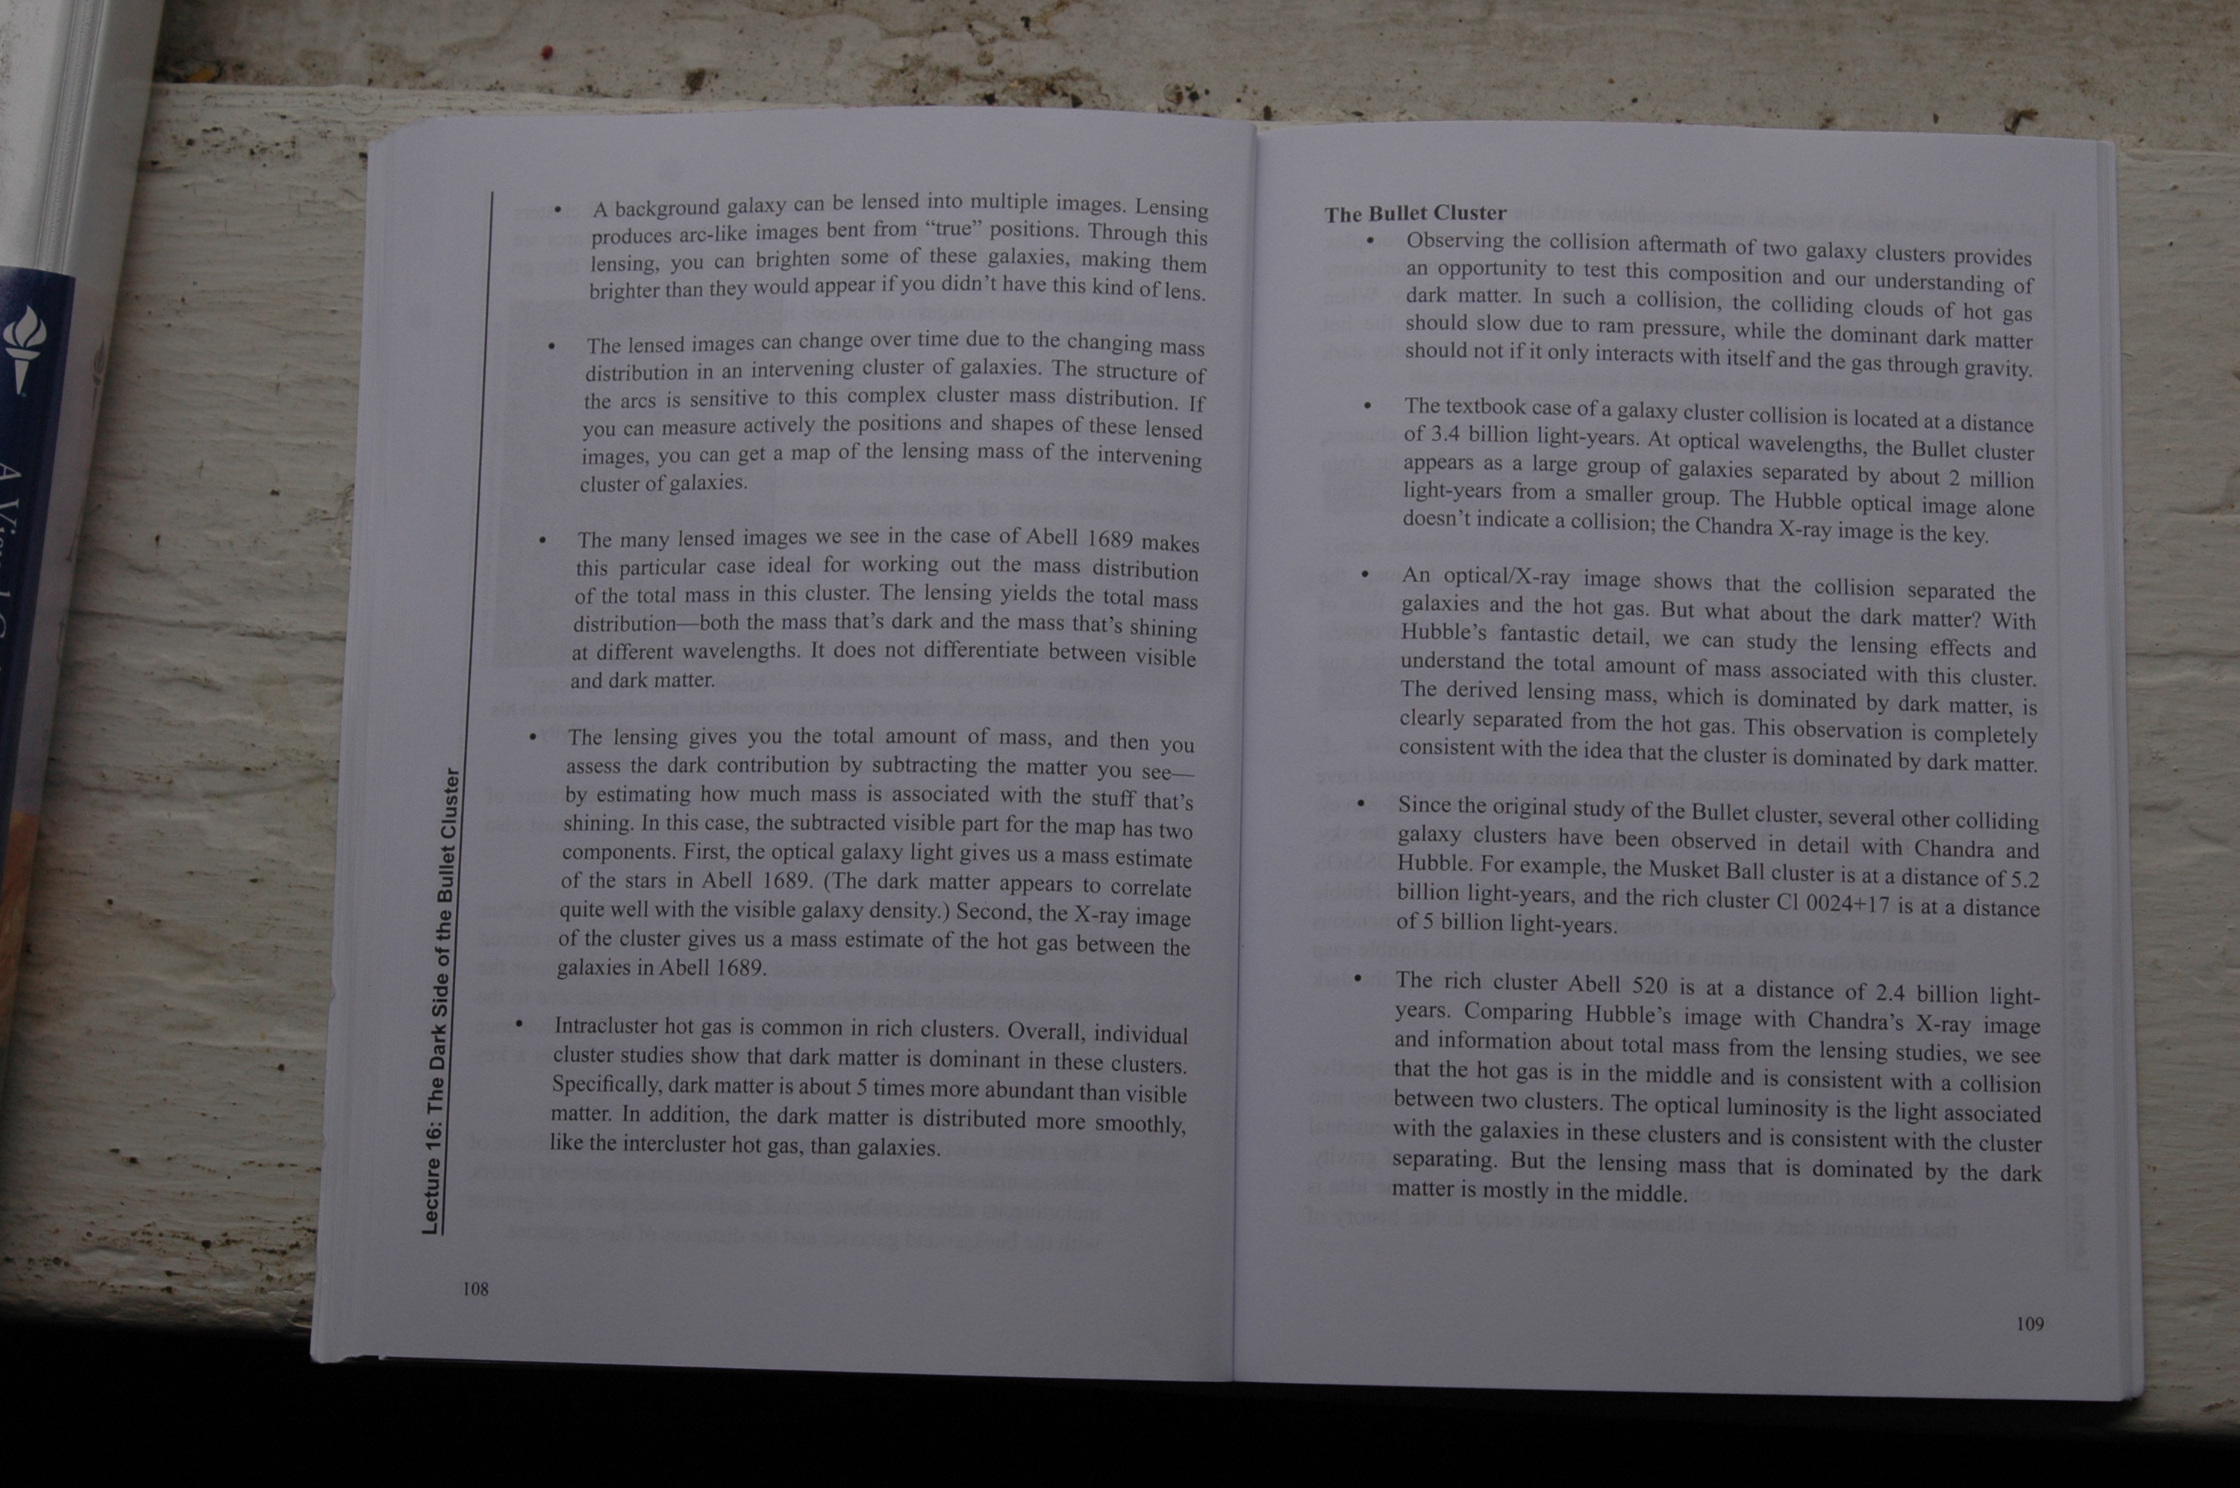 A Vis
Lecture 16: The Dark Side of the Bullet Cluster
• A background galaxy can be lensed into multiple images. Lensing
produces arc-like images bent from “true” positions. Through this
lensing, you can brighten some of these galaxies, making them
brighter than they would appear if you didn’t have this kind of lens.
• The lensed images can change over time due to the changing mass
distribution in an intervening cluster of galaxies. The structure of
the arcs is sensitive to this complex cluster mass distribution. If
you can measure actively the positions and shapes of these lensed
images, you can get a map of the lensing mass of the intervening
cluster of galaxies.
• The many lensed images we see in the case of Abell 1689 makes
this particular case ideal for working out the mass distribution
of the total mass in this cluster. The lensing yields the total mass
distribution—both the mass that’s dark and the mass that’s shining
at different wavelengths. It does not differentiate between visible
and dark matter.
• The lensing gives you the total amount of mass, and then you
assess the dark contribution by subtracting the matter you see—
by estimating how much mass is associated with the stuff that’s
shining. In this case, the subtracted visible part for the map has two
components. First, the optical galaxy light gives us a mass estimate
of the stars in Abell 1689. (The dark matter appears to correlate
quite well with the visible galaxy density.) Second, the X-ray image
of the cluster gives us a mass estimate of the hot gas between the
galaxies in Abell 1689.
• Intracluster hot gas is common in rich clusters. Overall, individual
cluster studies show that dark matter is dominant in these clusters.
Specifically, dark matter is about 5 times more abundant than visible
matter. In addition, the dark matter is distributed more smoothly,
like the intercluster hot gas, than galaxies.
108
The Bullet Cluster
• Observing the collision aftermath of two galaxy clusters provides
an opportunity to test this composition and our understanding of
dark matter. In such a collision, the colliding clouds of hot gas
should slow due to ram pressure, while the dominant dark matter
should not if it only interacts with itself and the gas through gravity.
• The textbook case of a galaxy cluster collision is located at a distance
of 3.4 billion light-years. At optical wavelengths, the Bullet cluster
appears as a large group of galaxies separated by about 2 million
light-years from a smaller group. The Hubble optical image alone
doesn’t indicate a collision; the Chandra X-ray image is the key.
• An optical/X-ray image shows that the collision separated the
galaxies and the hot gas. But what about the dark matter? With
Hubble’s fantastic detail, we can study the lensing effects and
understand the total amount of mass associated with this cluster.
The derived lensing mass, which is dominated by dark matter, is
clearly separated from the hot gas. This observation is completely
consistent with the idea that the cluster is dominated by dark matter.
• Since the original study of the Bullet cluster, several other colliding
galaxy clusters have been observed in detail with Chandra and
Hubble. For example, the Musket Ball cluster is at a distance of 5.2
billion light-years, and the rich cluster Cl 0024+17 is at a distance
of 5 billion light-years.
• The rich cluster Abell 520 is at a distance of 2.4 billion light-
years. Comparing Hubble’s image with Chandra’s X-ray image
and information about total mass from the lensing studies, we see
that the hot gas is in the middle and is consistent with a collision
between two clusters. The optical luminosity is the light associated
with the galaxies in these clusters and is consistent with the cluster
separating. But the lensing mass that is dominated by the dark
matter is mostly in the middle.
109